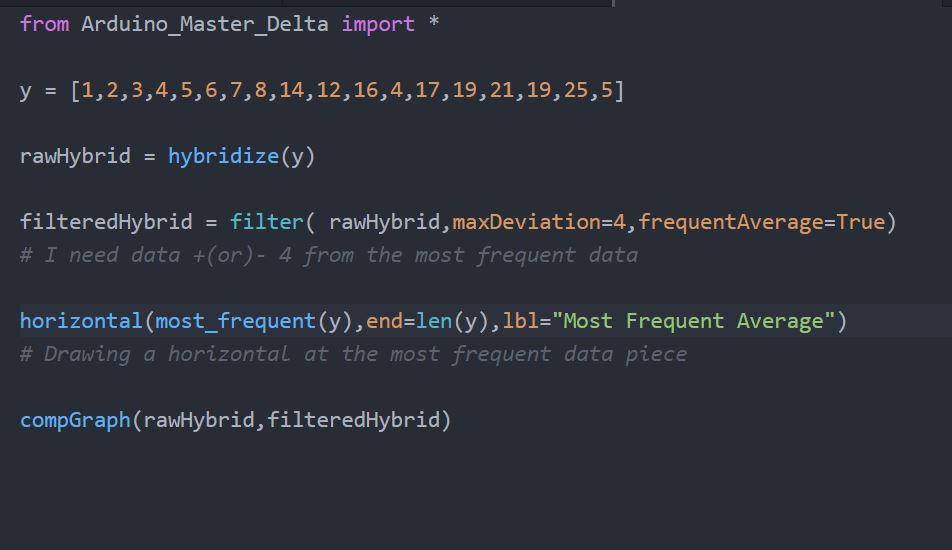 from Arduino_Master_Delta import *
y = [1,2,3,4,5,6,7,8,14,12,16,4,17,19,21,19,25,5]
rawHybrid = hybridize(y)
filteredHybrid = filter( rawHybrid,maxDeviation=4,frequentAverage=True)
# I need data +(or)- 4 from the most frequent data
horizontal(most_frequent(y),end=len(y),lbl="Most Frequent Average")
# Drawing a horizontal at the most frequent data piece
compGraph(rawHybrid,filteredHybrid)